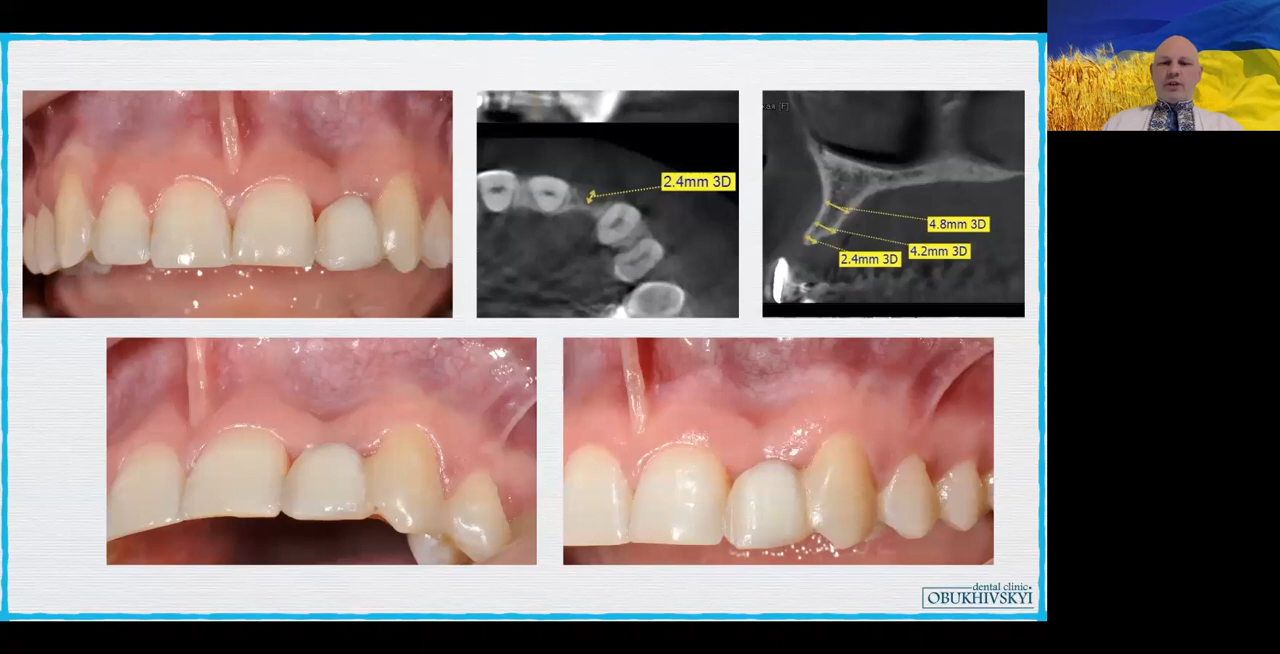 2.4mm 3D
4.8mm 3D
4.2mm 3D
2.4mm 3D
dental clinic
OBUKHIVSKYI